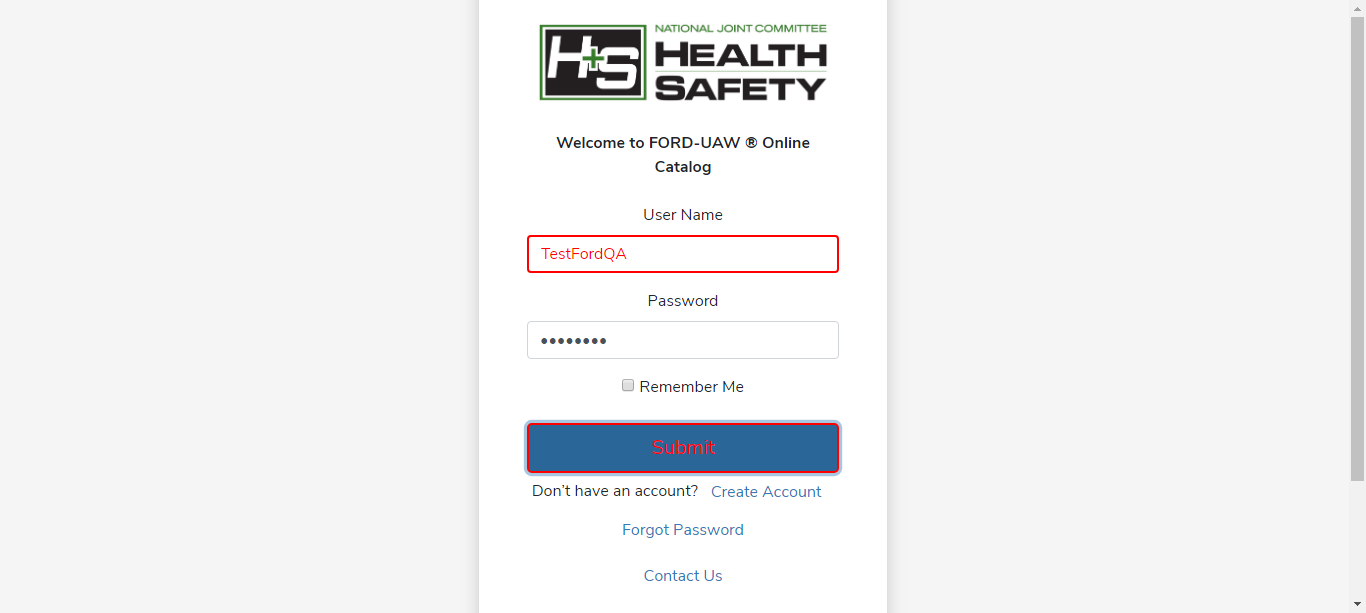 H+S
NATIONAL JOINT COMMITTEE
HEALTH
SAFETY
Welcome to FORD-UAW ® Online
Catalog
User Name
TestFordQA
Password
••••••••
Remember Me
Submit
Don't have an account? Create Account
Forgot Password
Contact Us